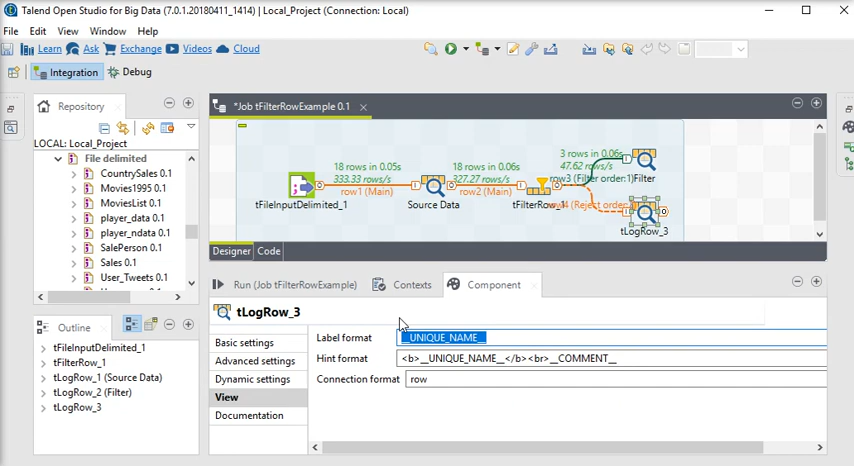 Talend Open Studio for Big Data (7.0.1.20180411_1414) | Local_Project (Connection: Local)
File Edit View Window Help
Learn Ask Exchange Videos Cloud
Integration Debug
Repository
LOCAL: Local_Project
File delimited
CountrySales 0.1
Movies1995 0.1
MoviesList 0.1
player_data 0.1
player_ndata 0.1
SalePerson 0.1
Sales 0.1
User_Tweets 0.1
*Job tFilterRowExample 0.1
18 rows in 0.05s
333.33 rows/s
row1 (Main)
tFileInputDelimited_1
18 rows in 0.06s
327.27 rows/s
row2 (Main)
Source Data
tFilterRow_1
3 rows in 0.06s
47.62 rows/s
row3 (Filter order:1)
Filter
row4 (Reject order:
tLogRow_3
Designer Code
Run (Job tFilterRowExample) Contexts Component
tLogRow_3
Basic settings
Advanced settings
Dynamic settings
View
Documentation
Label format __UNIQUE_NAME__
Hint format <b>__UNIQUE_NAME__</b><br>__COMMENT__
Connection format row
Outline
tFileInputDelimited_1
tFilterRow_1
tLogRow_1 (Source Data)
tLogRow_2 (Filter)
tLogRow_3